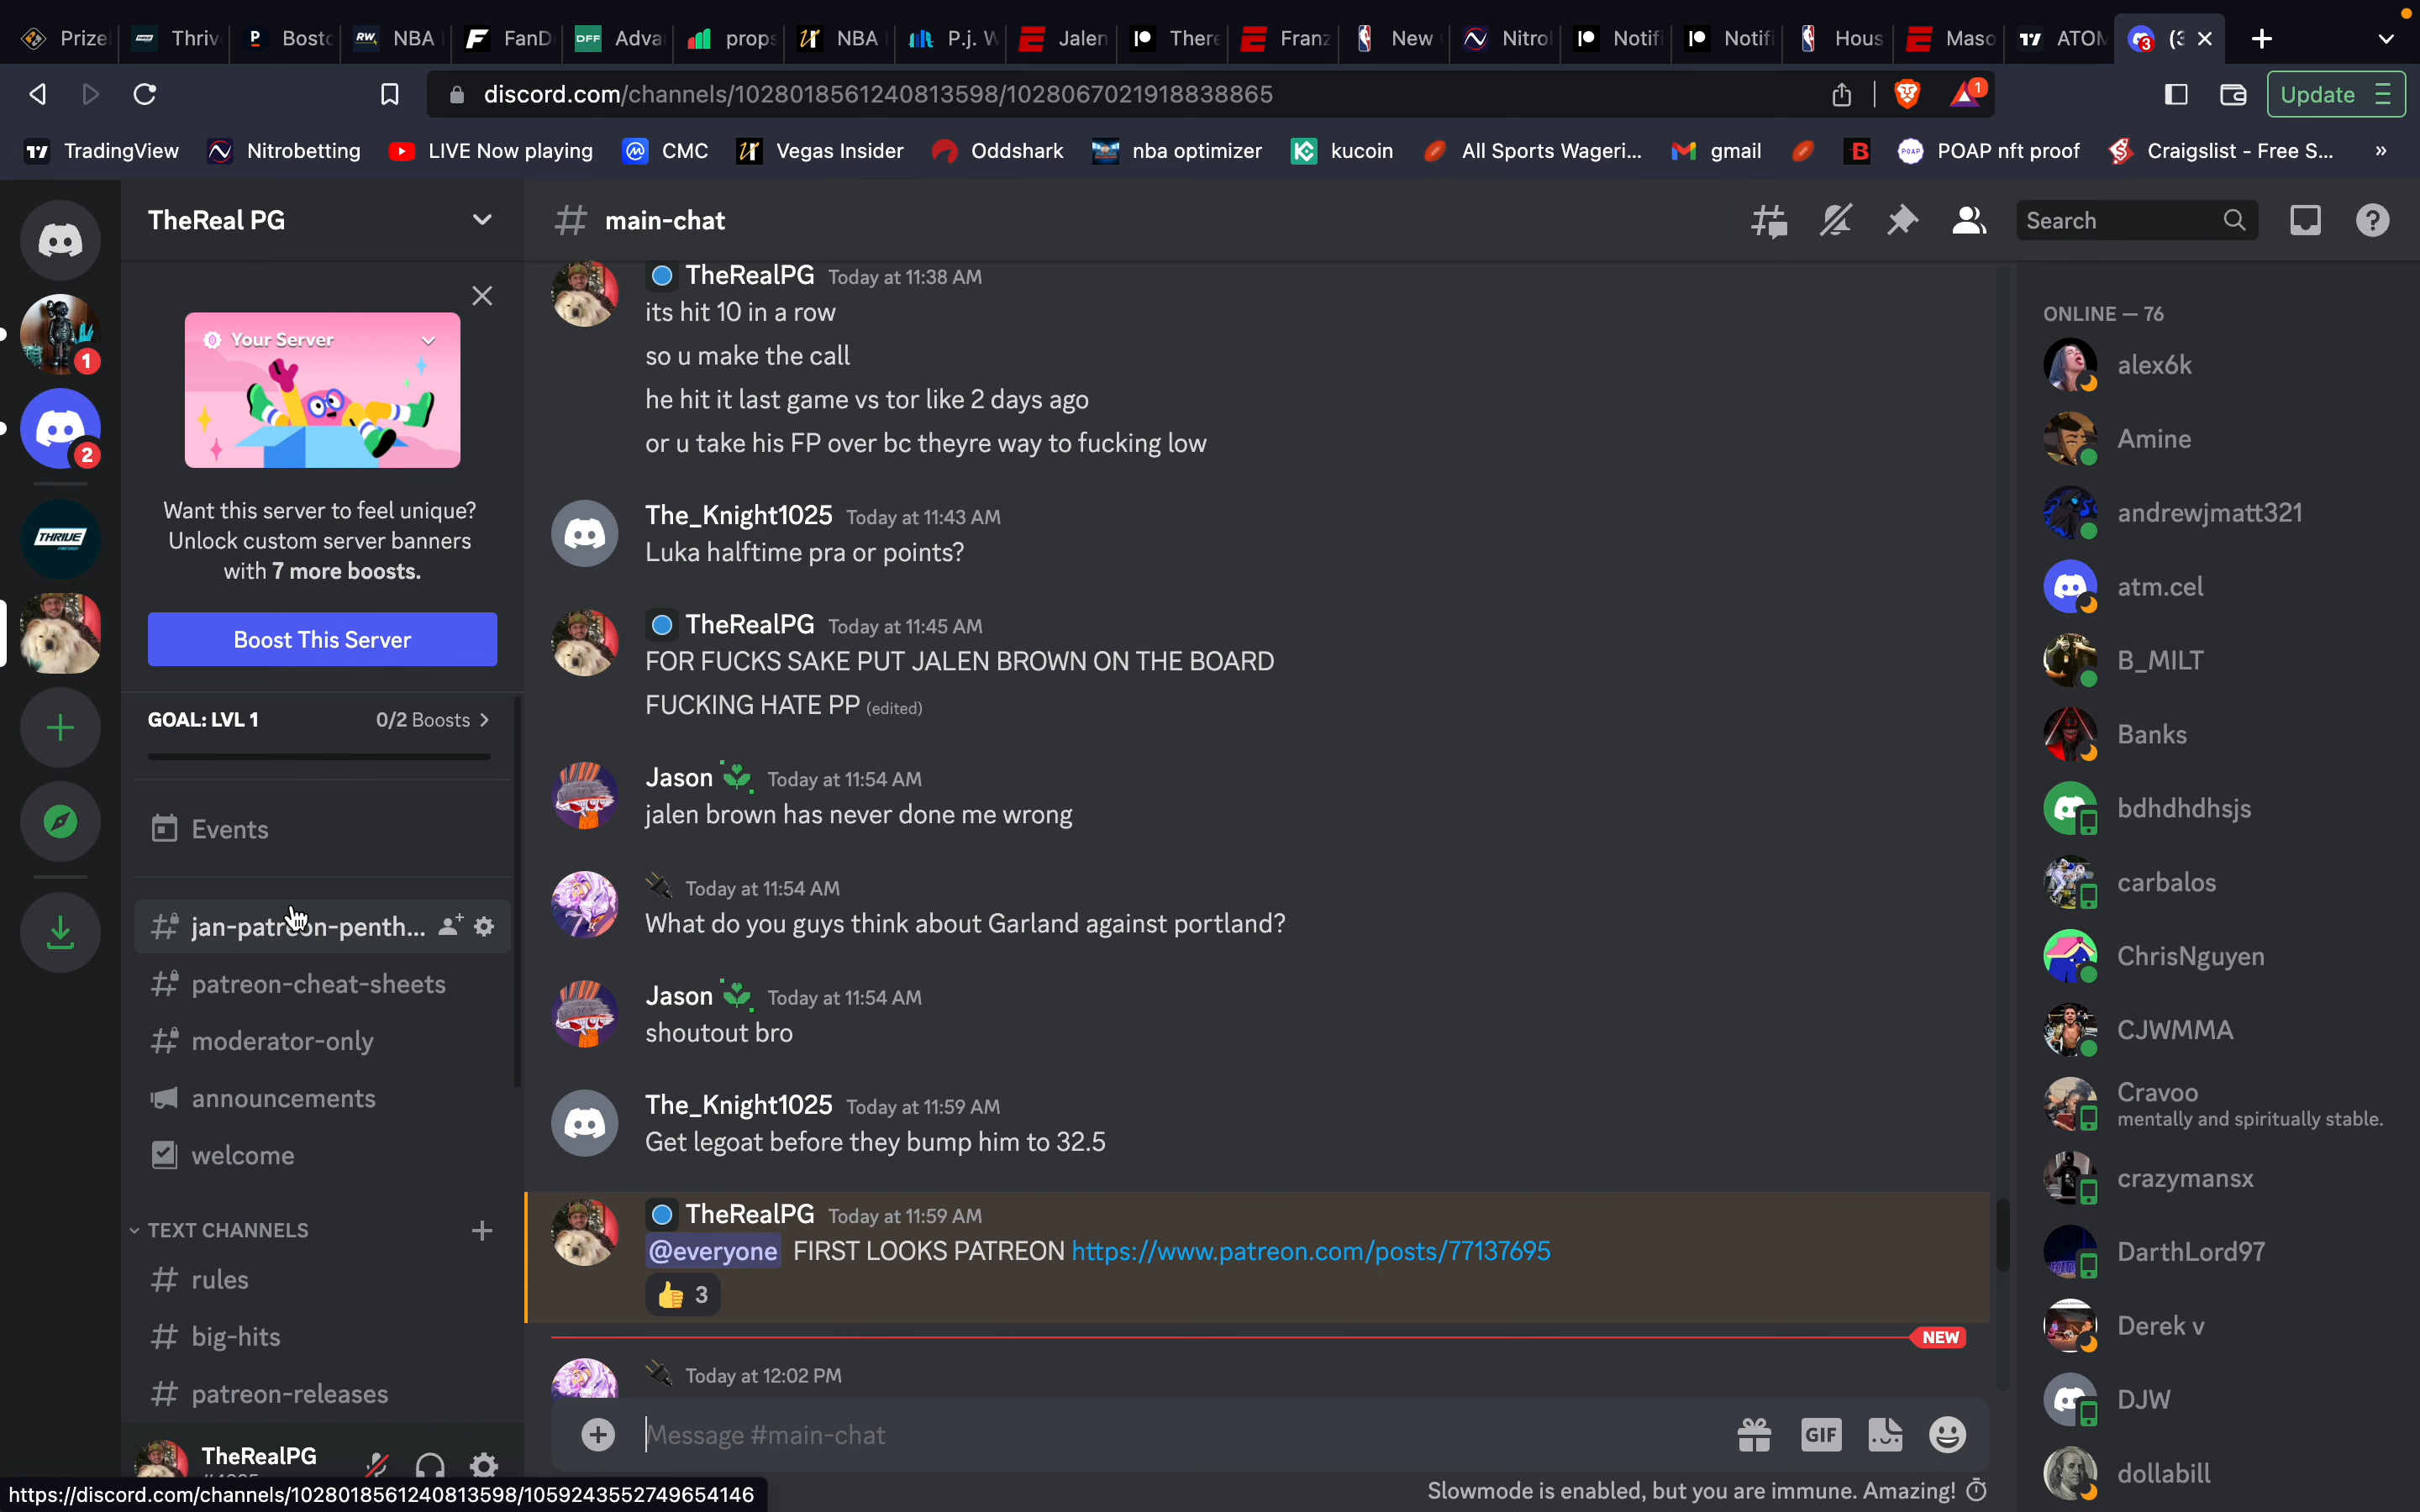 Prize
Thriv
Bosto
NBA
FanD
Adva
props
NBA
P.j. W
Jalen
There
Franz
New
Nitrol
Notifi
Notifi
Hous
Maso
ATOM
(3
discord.com/channels/1028018561240813598/1028067021918838865
1
Update
TradingView
Nitrobetting
LIVE Now playing
CMC
Vegas Insider
Oddshark
nba optimizer
kucoin
All Sports Wageri...
gmail
POAP nft proof
Craigslist - Free S...
»
1
2
THRIVE
TheReal PG
Your Server
Want this server to feel unique?
Unlock custom server banners
with 7 more boosts.
Boost This Server
GOAL: LVL 1
0/2 Boosts >
Events
jan-patreon-penth...
patreon-cheat-sheets
moderator-only
announcements
welcome
TEXT CHANNELS
rules
big-hits
patreon-releases
TheRealPG
https://discord.com/channels/1028018561240813598/1059243552749654146
main-chat
Search
TheRealPG Today at 11:38 AM
its hit 10 in a row
so u make the call
he hit it last game vs tor like 2 days ago
or u take his FP over bc theyre way to fucking low
The_Knight1025 Today at 11:43 AM
Luka halftime pra or points?
TheRealPG Today at 11:45 AM
FOR FUCKS SAKE PUT JALEN BROWN ON THE BOARD
FUCKING HATE PP (edited)
Jason Today at 11:54 AM
jalen brown has never done me wrong
Today at 11:54 AM
What do you guys think about Garland against portland?
Jason Today at 11:54 AM
shoutout bro
The_Knight1025 Today at 11:59 AM
Get legoat before they bump him to 32.5
TheRealPG Today at 11:59 AM
@everyone FIRST LOOKS PATREON https://www.patreon.com/posts/77137695
👍 3
NEW
Today at 12:02 PM
Message #main-chat
GIF
Slowmode is enabled, but you are immune. Amazing!
ONLINE — 76
alex6k
Amine
andrewjmatt321
atm.cel
B_MILT
Banks
bdhdhdhsjs
carbalos
ChrisNguyen
CJWMMA
Cravoo
mentally and spiritually stable.
crazymansx
DarthLord97
Derek v
DJW
dollabill